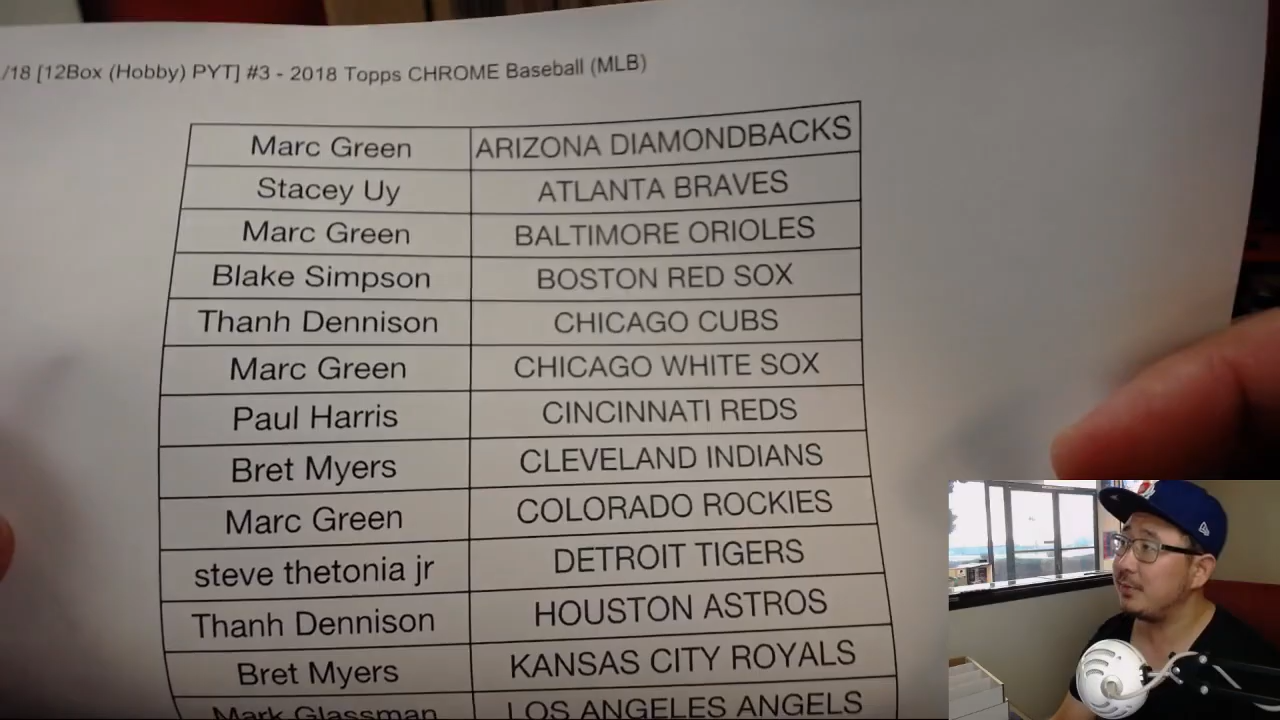 /18 [12Box (Hobby) PYT] #3 - 2018 Topps CHROME Baseball (MLB)
Marc Green ARIZONA DIAMONDBACKS
Stacey Uy ATLANTA BRAVES
Marc Green BALTIMORE ORIOLES
Blake Simpson BOSTON RED SOX
Thanh Dennison CHICAGO CUBS
Marc Green CHICAGO WHITE SOX
Paul Harris CINCINNATI REDS
Bret Myers CLEVELAND INDIANS
Marc Green COLORADO ROCKIES
steve thetonia jr DETROIT TIGERS
Thanh Dennison HOUSTON ASTROS
Bret Myers KANSAS CITY ROYALS
Mark Glassman LOS ANGELES ANGELS